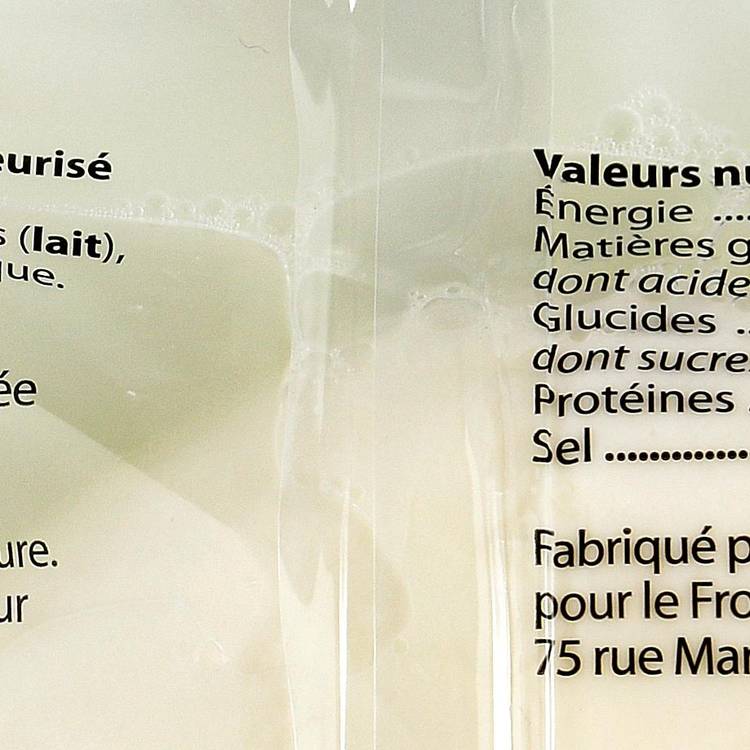 eurisé
s (lait),
que.
ée
ure.
ur
Valeurs nu
Énergie ....
Matières g
dont acide
Glucides ..
dont sucre
Protéines .
Sel .............
Fabriqué p
pour le Fro
75 rue Mar